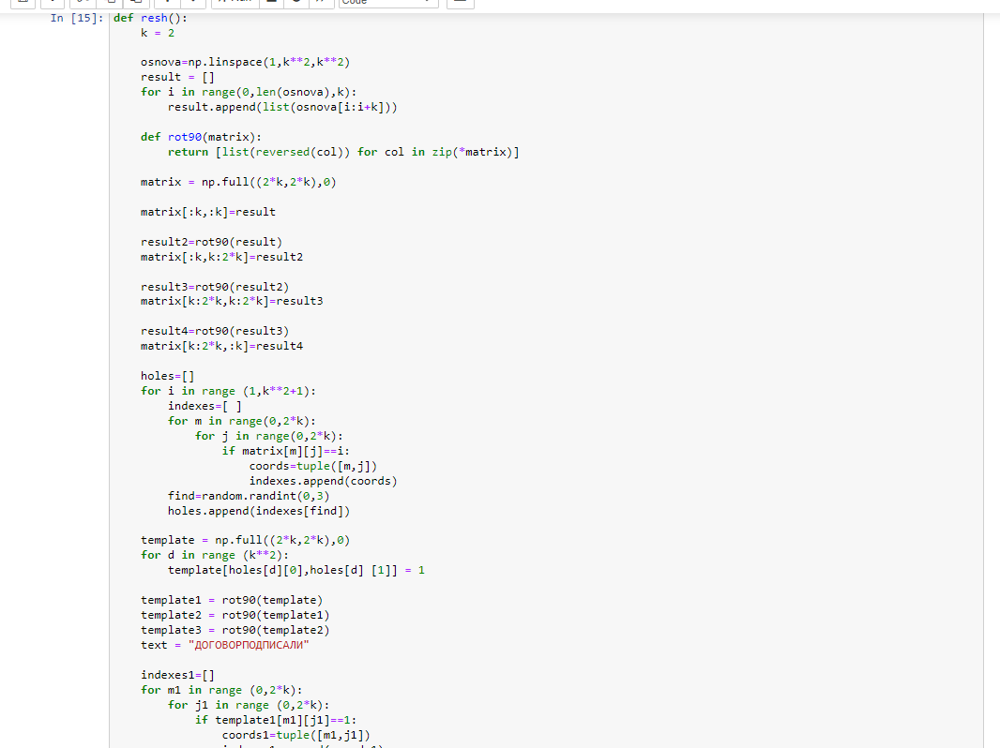 Code
In [15]: def resh():
    k = 2

    osnova=np.linspace(1,k**2,k**2)
    result = []
    for i in range(0,len(osnova),k):
        result.append(list(osnova[i:i+k]))

    def rot90(matrix):
        return [list(reversed(col)) for col in zip(*matrix)]

    matrix = np.full((2*k,2*k),0)

    matrix[:k,:k]=result

    result2=rot90(result)
    matrix[:k,k:2*k]=result2

    result3=rot90(result2)
    matrix[k:2*k,k:2*k]=result3

    result4=rot90(result3)
    matrix[k:2*k,:k]=result4

    holes=[]
    for i in range (1,k**2+1):
        indexes=[ ]
        for m in range(0,2*k):
            for j in range(0,2*k):
                if matrix[m][j]==i:
                    coords=tuple([m,j])
                    indexes.append(coords)
        find=random.randint(0,3)
        holes.append(indexes[find])

    template = np.full((2*k,2*k),0)
    for d in range (k**2):
        template[holes[d][0],holes[d] [1]] = 1

    template1 = rot90(template)
    template2 = rot90(template1)
    template3 = rot90(template2)
    text = "ДОГОВОРПОДПИСАЛИ"

    indexes1=[]
    for m1 in range (0,2*k):
        for j1 in range (0,2*k):
            if template1[m1][j1]==1:
                coords1=tuple([m1,j1])